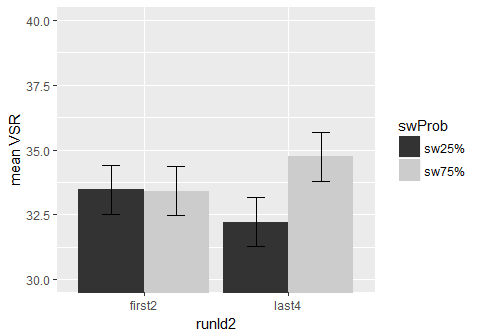 40.0
37.5
35.0
32.5
30.0
mean VSR
first2
last4
runId2
swProb
sw25%
sw75%